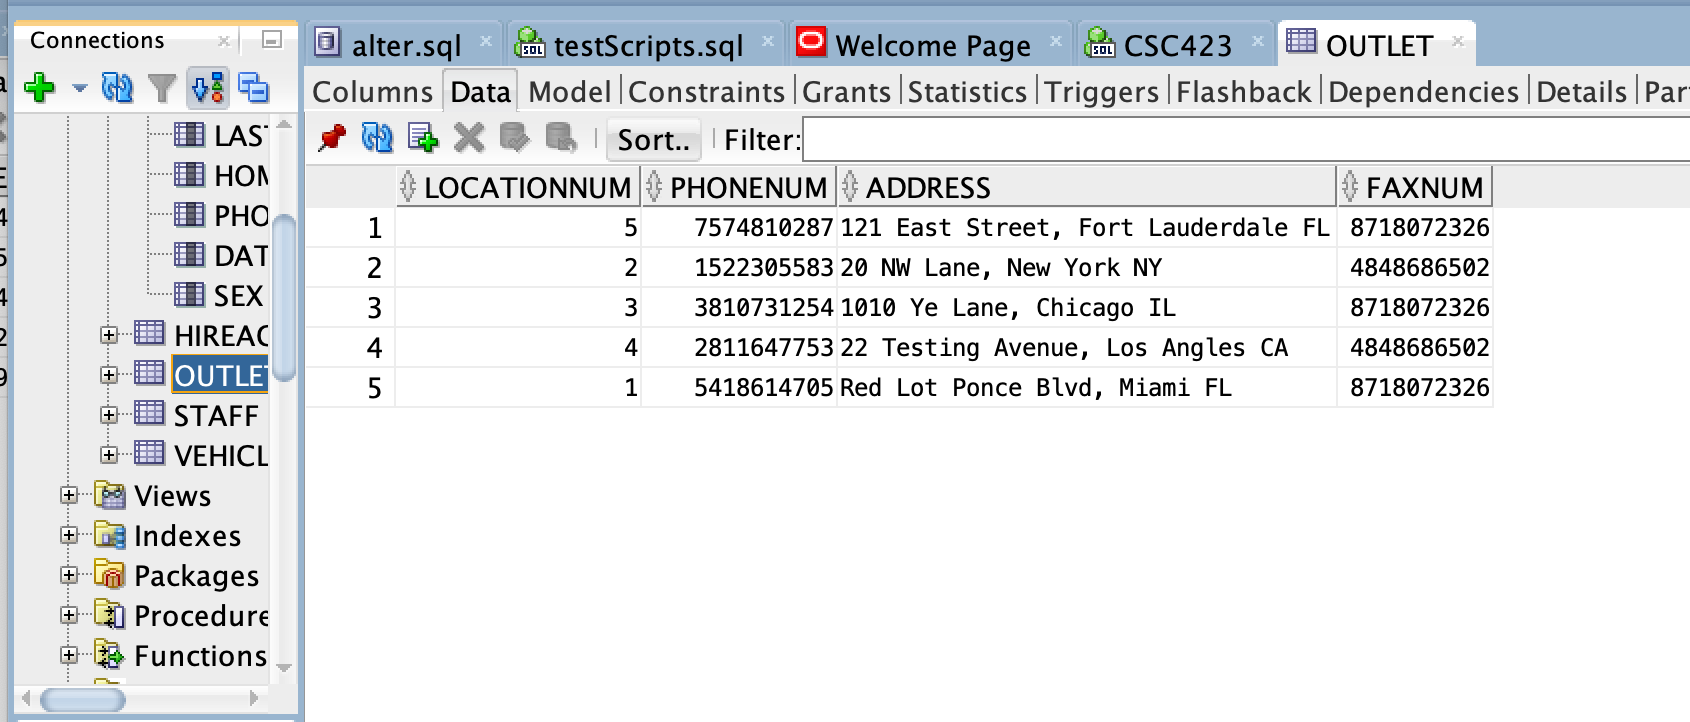 Connections
alter.sql
testScripts.sql
Welcome Page
CSC423
OUTLET
Columns Data Model Constraints Grants Statistics Triggers Flashback Dependencies Details Par
Sort.. Filter:
LOCATIONNUM PHONENUM ADDRESS FAXNUM
1 5 7574810287 121 East Street, Fort Lauderdale FL 8718072326
2 2 1522305583 20 NW Lane, New York NY 4848686502
3 3 3810731254 1010 Ye Lane, Chicago IL 8718072326
4 4 2811647753 22 Testing Avenue, Los Angles CA 4848686502
5 1 5418614705 Red Lot Ponce Blvd, Miami FL 8718072326
LAST
HOM
PHO
DAT
SEX
HIREAG
OUTLET
STAFF
VEHICL
Views
Indexes
Packages
Procedure
Functions